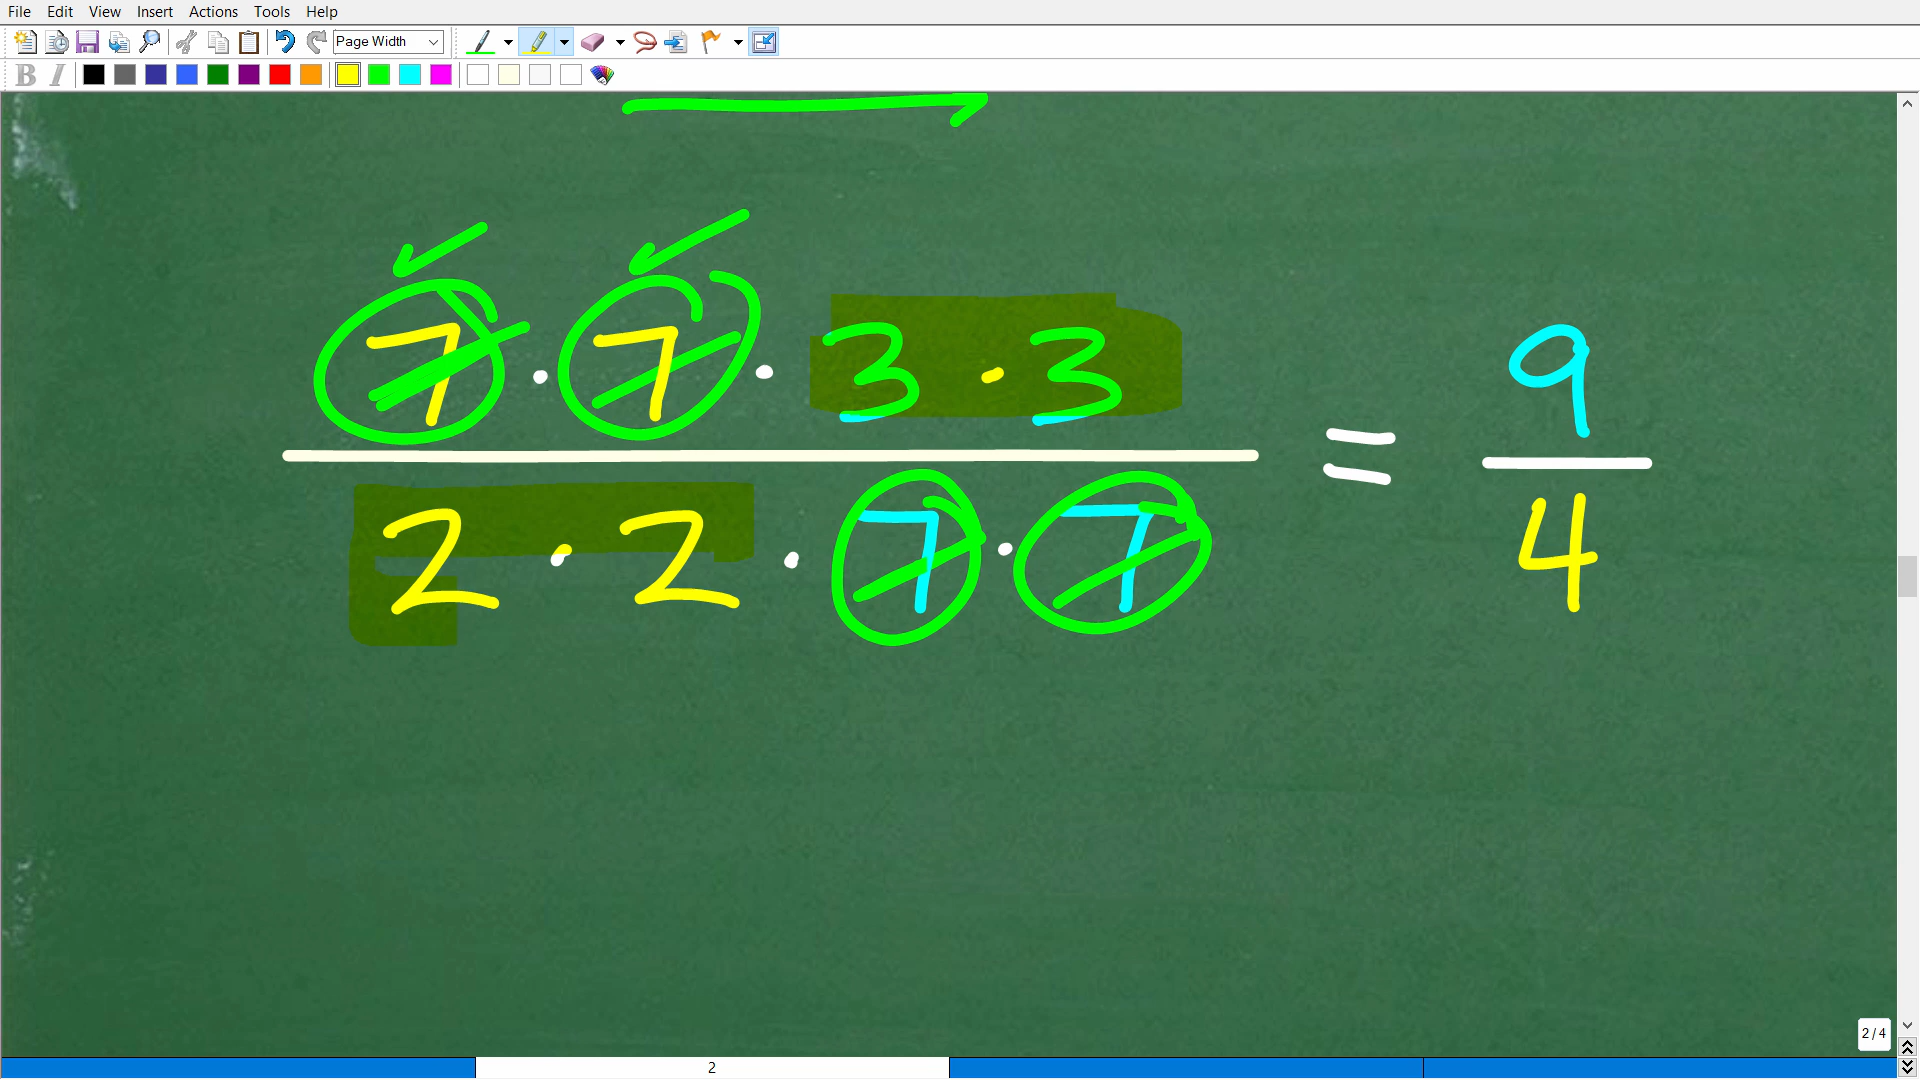 File Edit View Insert Actions Tools Help
Page Width
B I
7 · 7 · 3 · 3
2 · 2 · 7 · 7
=
9
4
2 / 4
2